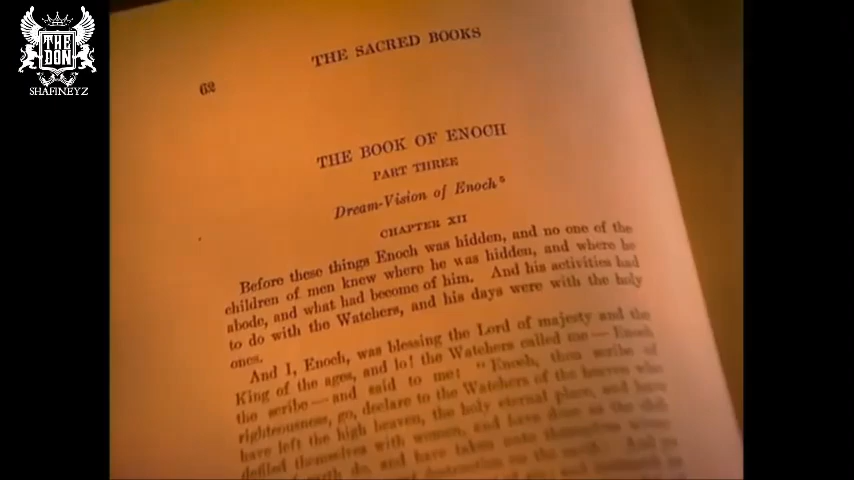 THE
DON
SHAFINEYZ
THE SACRED BOOKS
62
THE BOOK OF ENOCH
PART THREE
Dream-Vision of Enoch⁵
CHAPTER XII
Before these things Enoch was hidden, and no one of the
children of men knew where he was hidden, and where he
abode, and what had become of him. And his activities had
to do with the Watchers, and his days were with the holy
ones.
And I, Enoch, was blessing the Lord of majesty and the
King of the ages, and lo! the Watchers called me—Enoch
the scribe—and said to me: "Enoch, thou scribe of
righteousness, go, declare to the Watchers of the heaven who
have left the high heaven, the holy eternal place, and have
defiled themselves with women, and have done as the
do, and have taken unto themselves